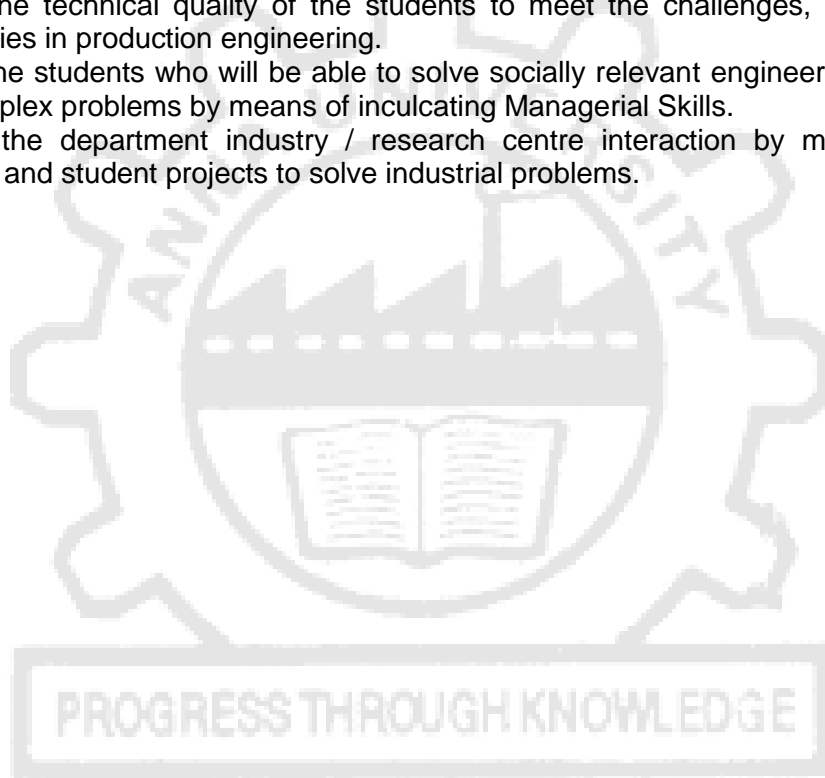 he technical quality of the students to meet the challenges,
ies in production engineering.
he students who will be able to solve socially relevant engineer
plex problems by means of inculcating Managerial Skills.
the department industry / research centre interaction by m
and student projects to solve industrial problems.
UNIVERSITY
PROGRESS THROUGH KNOWLEDGE